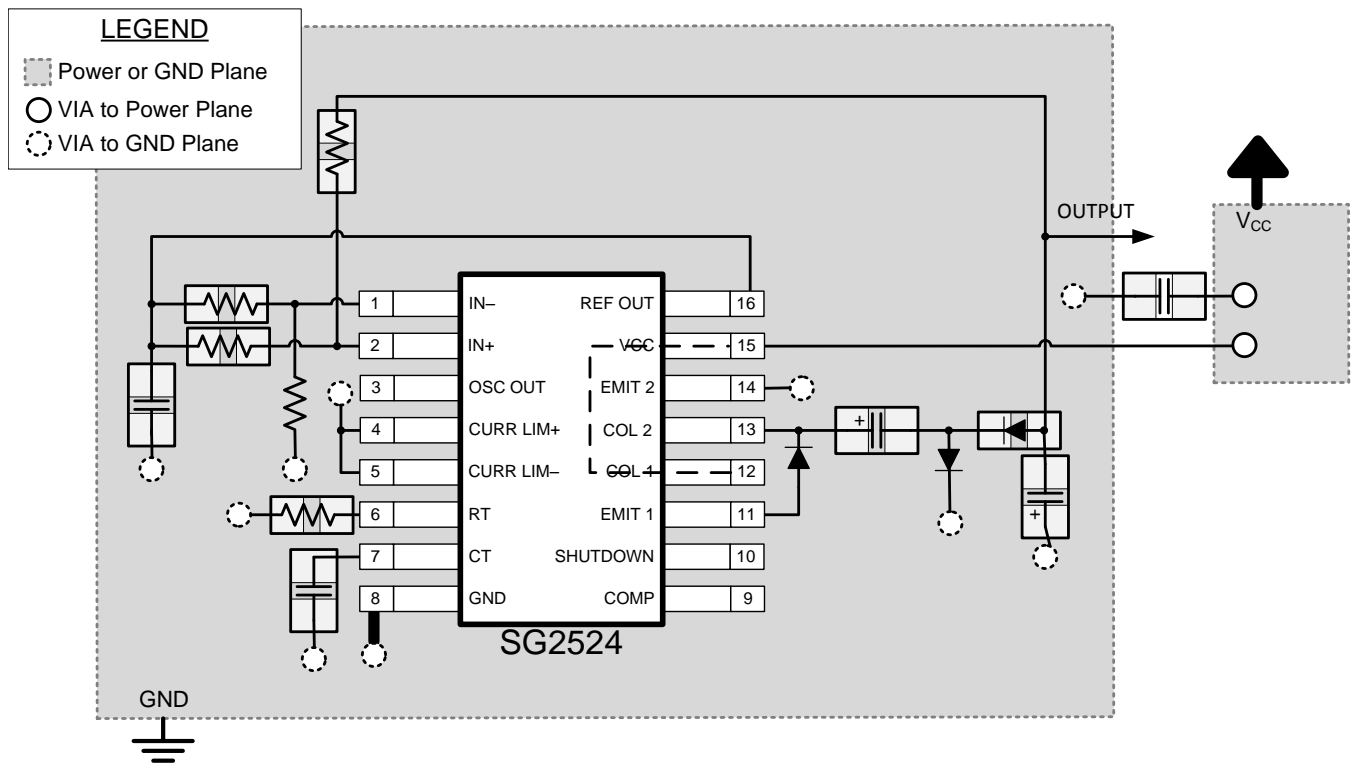 LEGEND
Power or GND Plane
VIA to Power Plane
VIA to GND Plane
OUTPUT
VCC
1 IN– REF OUT 16
2 IN+ VCC 15
3 OSC OUT EMIT 2 14
4 CURR LIM+ COL 2 13
5 CURR LIM– COL 1 12
6 RT EMIT 1 11
7 CT SHUTDOWN 10
8 GND COMP 9
+
+
SG2524
GND